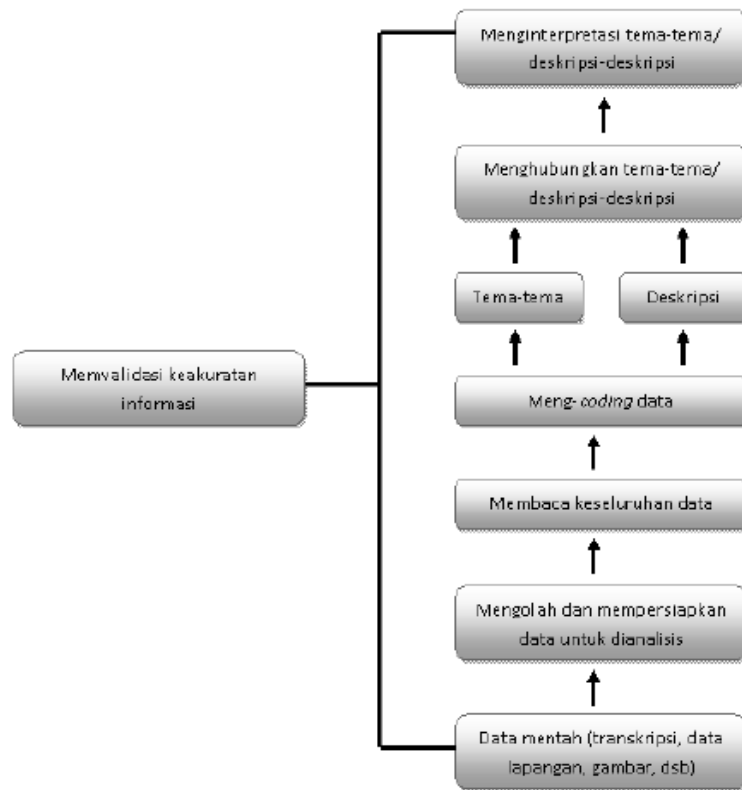 Menginterpretasi tema-tema/
deskripsi-deskripsi
Menghubungkan tema-tema/
deskripsi-deskripsi
Tema-tema
Deskripsi
Memvalidasi keakuratan
informasi
Meng-coding data
Membaca keseluruhan data
Mengolah dan mempersiapkan
data untuk dianalisis
Data mentah (transkripsi, data
lapangan, gambar, dsb)